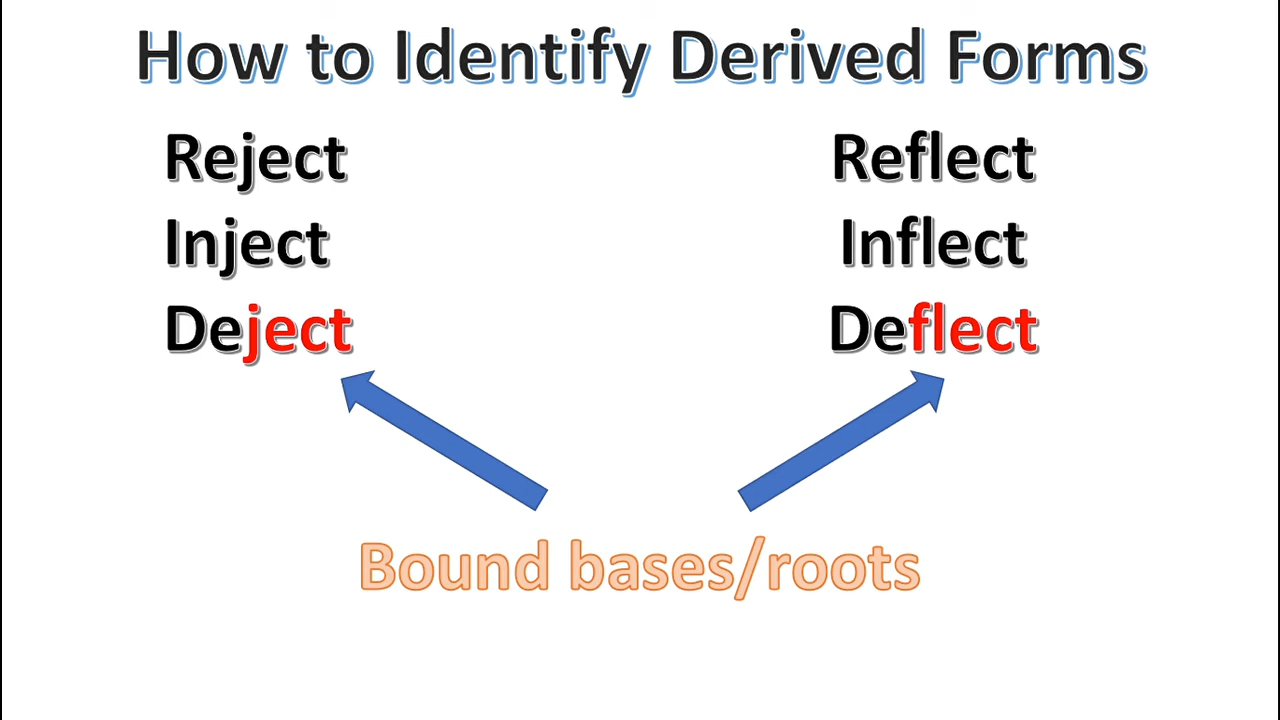 How to Identify Derived Forms
Reject
Inject
Deject
Reflect
Inflect
Deflect
Bound bases/roots